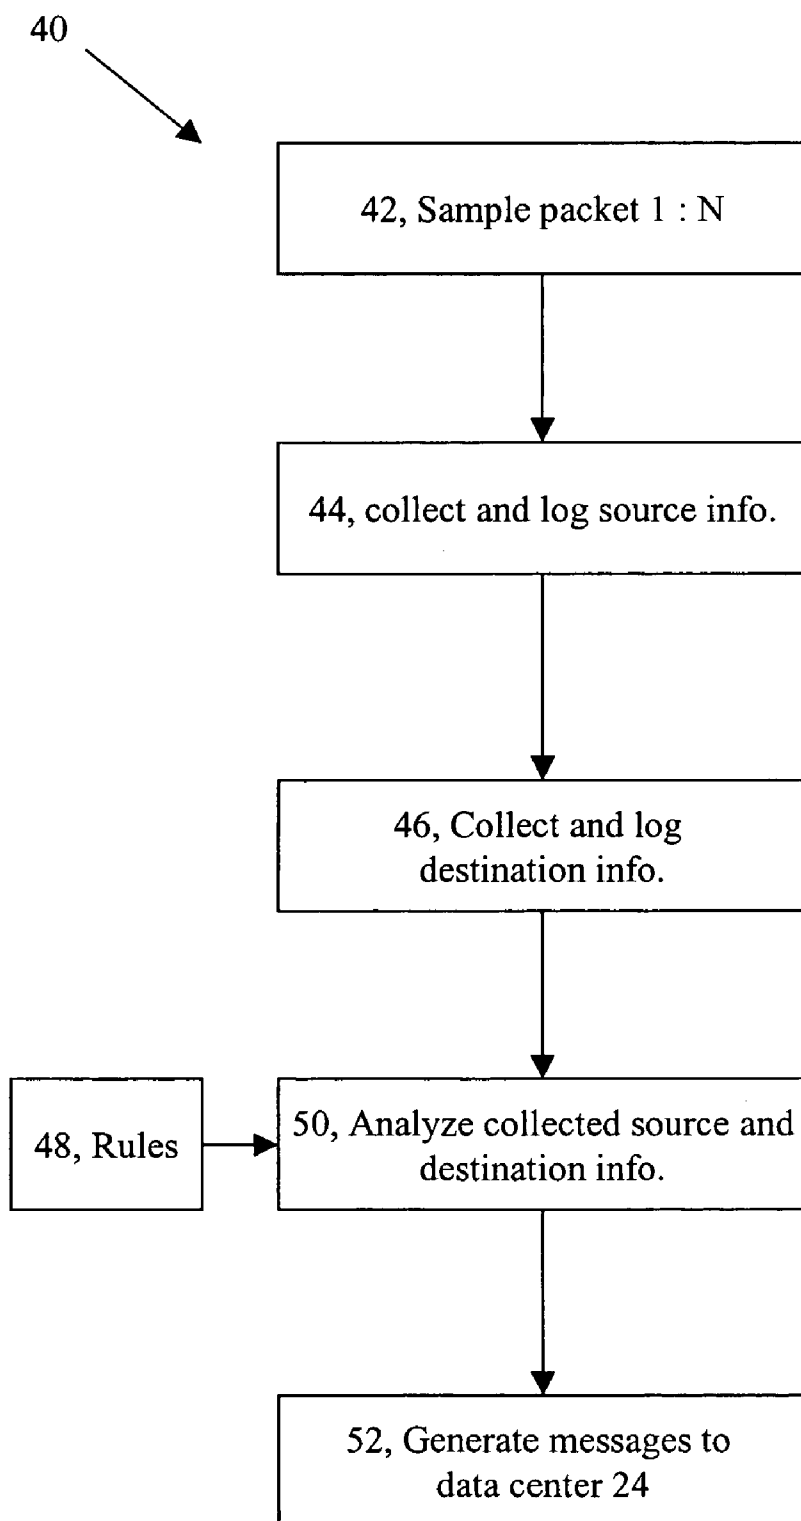 40
42, Sample packet 1 : N
44, collect and log source info.
46, Collect and log
destination info.
48, Rules
50, Analyze collected source and
destination info.
52, Generate messages to
data center 24